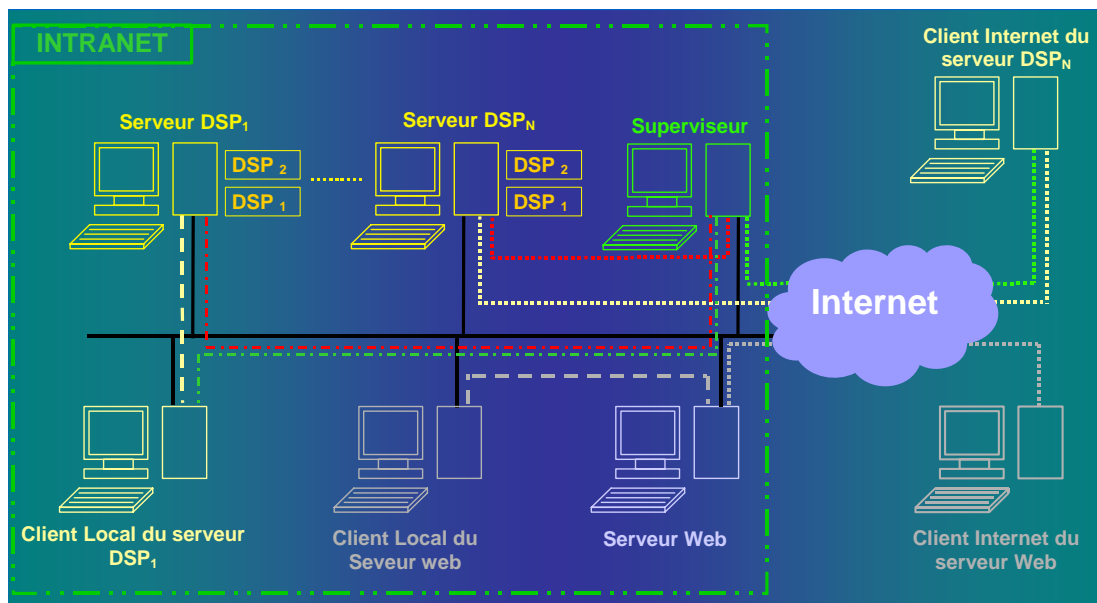 INTRANET
Client Internet du
serveur DSPN
Serveur DSP1
Serveur DSPN
Superviseur
DSP 2
DSP 1
DSP 2
DSP 1
Internet
Client Local du serveur
DSP1
Client Local du
Seveur web
Serveur Web
Client Internet du
serveur Web